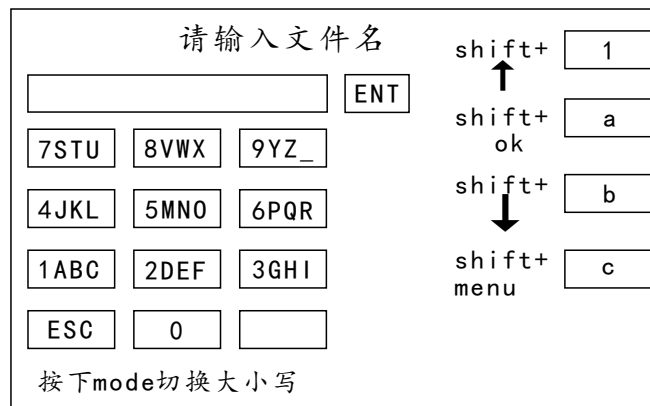 请输入文件名
ENT
7STU 8VWX 9YZ_
4JKL 5MNO 6PQR
1ABC 2DEF 3GHI
ESC 0
按下mode切换大小写
shift+ 1
shift+ a
ok
shift+ b
shift+ c
menu